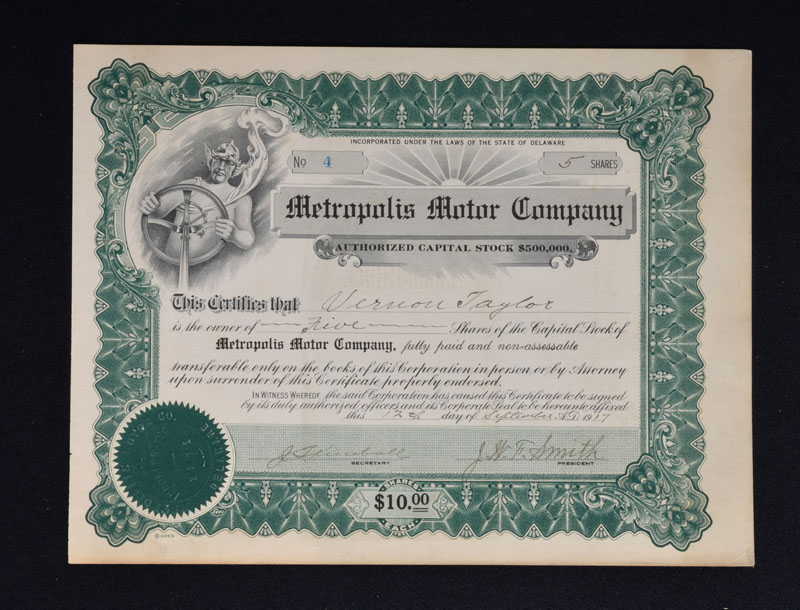 INCORPORATED UNDER THE LAWS OF THE STATE OF DELAWARE
No 4
5 SHARES
Metropolis Motor Company
AUTHORIZED CAPITAL STOCK $500,000.
This Certifies that Vernon Taylor
is the owner of Five Shares of the Capital Stock of
Metropolis Motor Company, fully paid and non-assessable
transferable only on the books of this Corporation in person or by Attorney
upon surrender of this Certificate properly endorsed.
IN WITNESS WHEREOF, the said Corporation has caused this Certificate to be signed
by its duly authorized officers and its Corporate Seal to be hereunto affixed
this 12th day of September A.D. 1917
J. W. F. Smith
SECRETARY
PRESIDENT
SHARES
$10.00
EACH